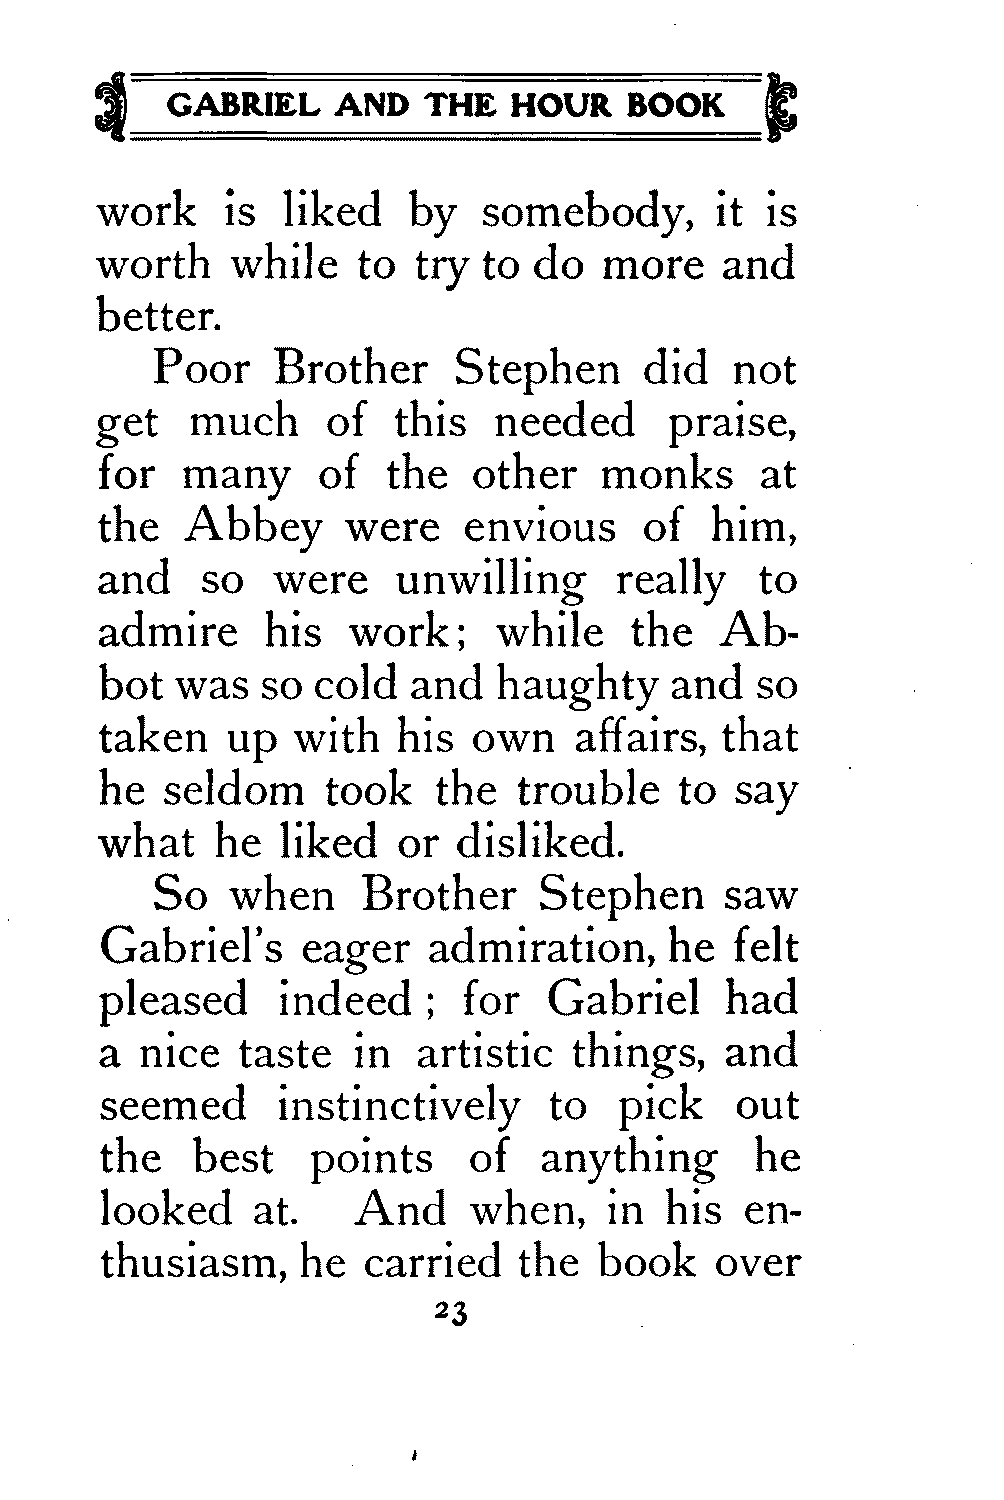 GABRIEL AND THE HOUR BOOK
work is liked by somebody, it is
worth while to try to do more and
better.
Poor Brother Stephen did not
get much of this needed praise,
for many of the other monks at
the Abbey were envious of him,
and so were unwilling really to
admire his work; while the Ab-
bot was so cold and haughty and so
taken up with his own affairs, that
he seldom took the trouble to say
what he liked or disliked.
So when Brother Stephen saw
Gabriel's eager admiration, he felt
pleased indeed; for Gabriel had
a nice taste in artistic things, and
seemed instinctively to pick out
the best points of anything he
looked at. And when, in his en-
thusiasm, he carried the book over
23